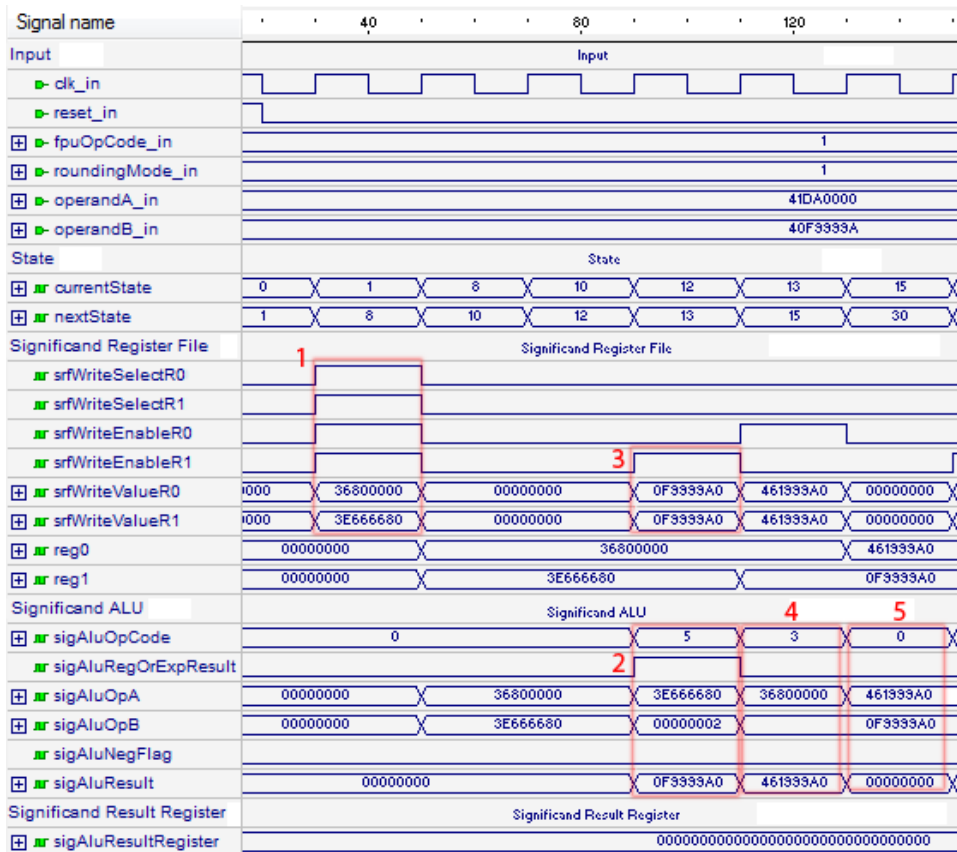 Signal name 40 80 120
Input Input
clk_in
reset_in
fpuOpCode_in 1
roundingMode_in 1
operandA_in 41DA0000
operandB_in 40F9999A
State State
currentState 0 1 8 10 12 13 15
nextState 1 8 10 12 13 15 30
Significand Register File Significand Register File
1
srfWriteSelectR0
srfWriteSelectR1
srfWriteEnableR0
srfWriteEnableR1 3
srfWriteValueR0 000 36800000 00000000 0F9999A0 461999A0 00000000
srfWriteValueR1 000 3E666680 00000000 0F9999A0 461999A0 00000000
reg0 00000000 36800000 461999A0
reg1 00000000 3E666680 0F9999A0
Significand ALU Significand ALU 4 5
sigAluOpCode 0 5 3 0
sigAluRegOrExpResult 2
sigAluOpA 00000000 36800000 3E666680 36800000 461999A0
sigAluOpB 00000000 3E666680 00000002 0F9999A0
sigAluNegFlag
sigAluResult 00000000 0F9999A0 461999A0 00000000
Significand Result Register Significand Result Register
sigAluResultRegister 00000000000000000000000000000000